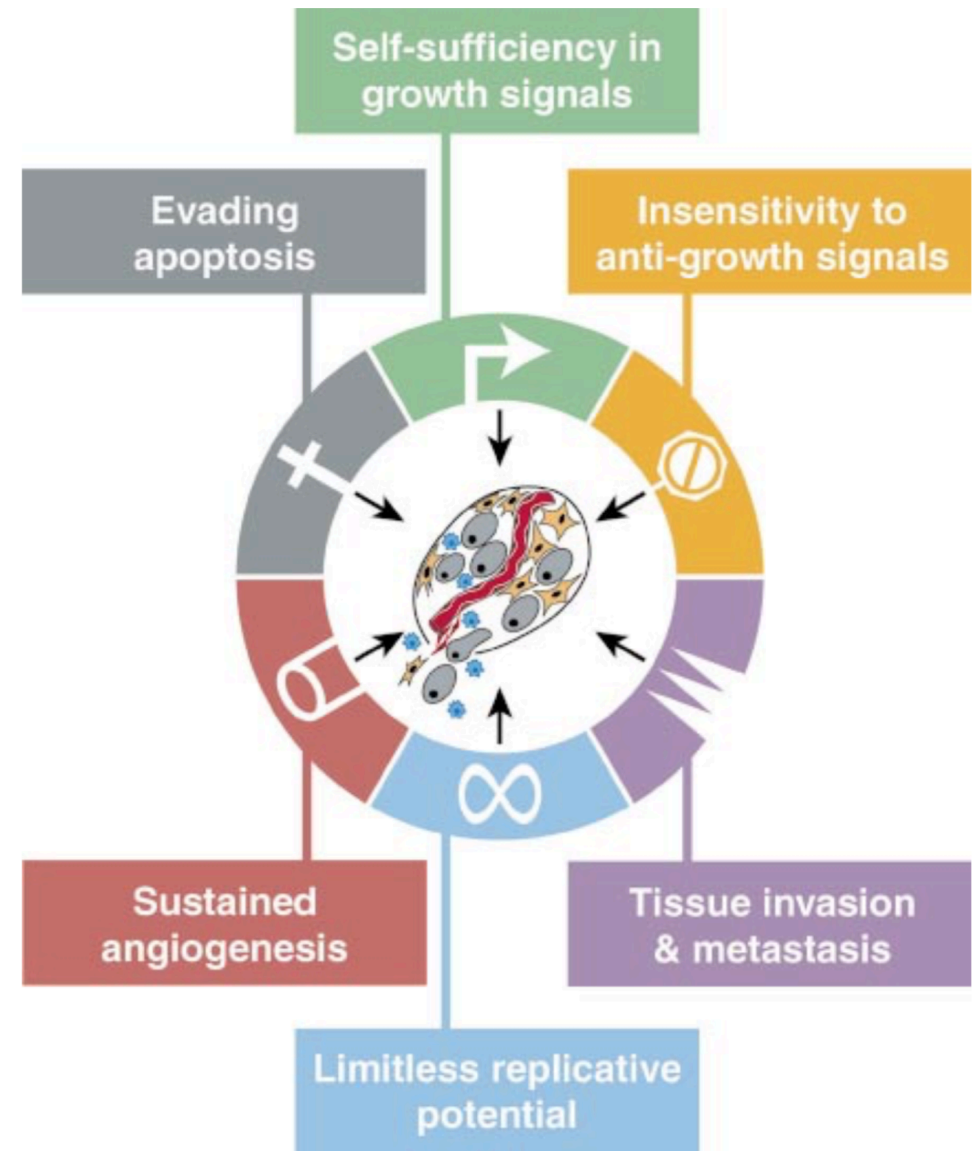 Self-sufficiency in
growth signals
Evading
apoptosis
Insensitivity to
anti-growth signals
Sustained
angiogenesis
Tissue invasion
& metastasis
Limitless replicative
potential